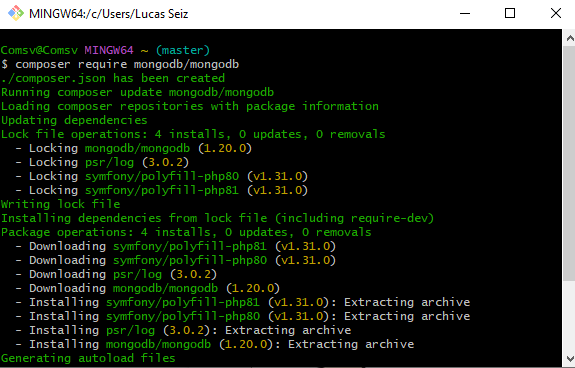 MINGW64:/c/Users/Lucas Seiz
Comsv@Comsv MINGW64 ~ (master)
$ composer require mongodb/mongodb
./composer.json has been created
Running composer update mongodb/mongodb
Loading composer repositories with package information
Updating dependencies
Lock file operations: 4 installs, 0 updates, 0 removals
  - Locking mongodb/mongodb (1.20.0)
  - Locking psr/log (3.0.2)
  - Locking symfony/polyfill-php80 (v1.31.0)
  - Locking symfony/polyfill-php81 (v1.31.0)
Writing lock file
Installing dependencies from lock file (including require-dev)
Package operations: 4 installs, 0 updates, 0 removals
  - Downloading symfony/polyfill-php81 (v1.31.0)
  - Downloading symfony/polyfill-php80 (v1.31.0)
  - Downloading psr/log (3.0.2)
  - Downloading mongodb/mongodb (1.20.0)
  - Installing symfony/polyfill-php81 (v1.31.0): Extracting archive
  - Installing symfony/polyfill-php80 (v1.31.0): Extracting archive
  - Installing psr/log (3.0.2): Extracting archive
  - Installing mongodb/mongodb (1.20.0): Extracting archive
Generating autoload files